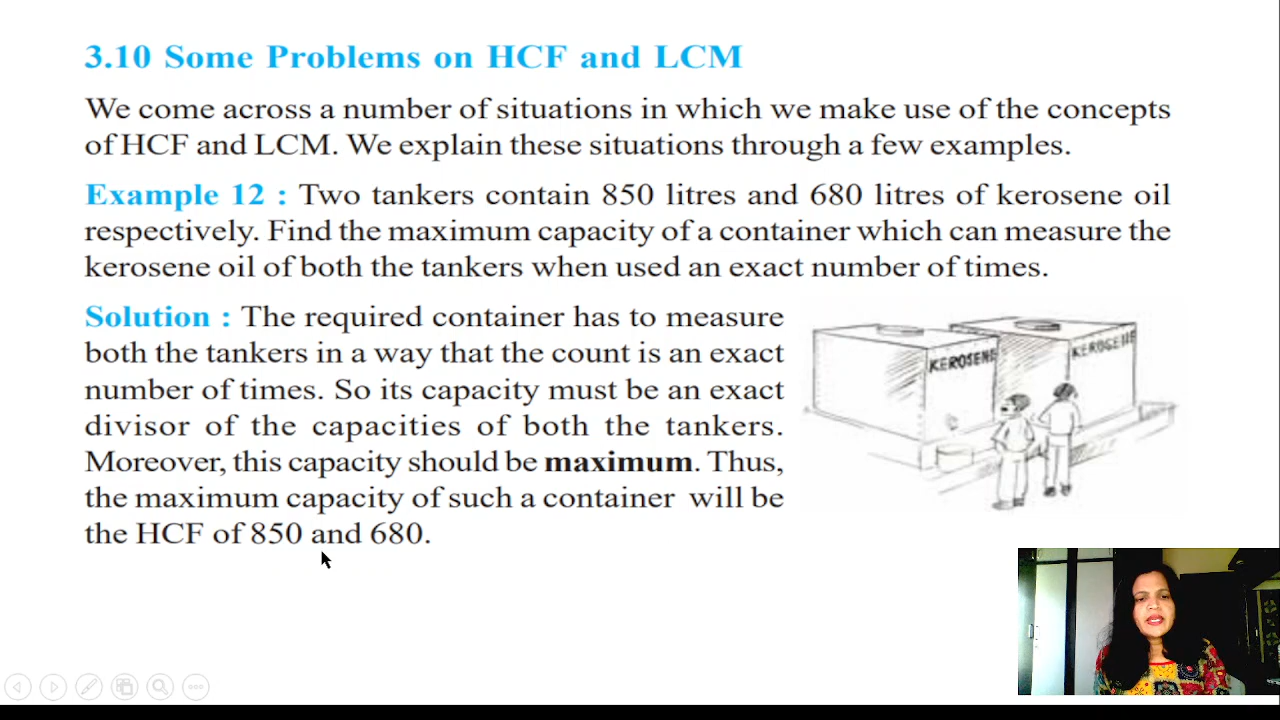 3.10 Some Problems on HCF and LCM
We come across a number of situations in which we make use of the concepts
of HCF and LCM. We explain these situations through a few examples.
Example 12 : Two tankers contain 850 litres and 680 litres of kerosene oil
respectively. Find the maximum capacity of a container which can measure the
kerosene oil of both the tankers when used an exact number of times.
Solution : The required container has to measure
both the tankers in a way that the count is an exact
number of times. So its capacity must be an exact
divisor of the capacities of both the tankers.
Moreover, this capacity should be maximum. Thus,
the maximum capacity of such a container will be
the HCF of 850 and 680.
KEROSENE
KEROSENE